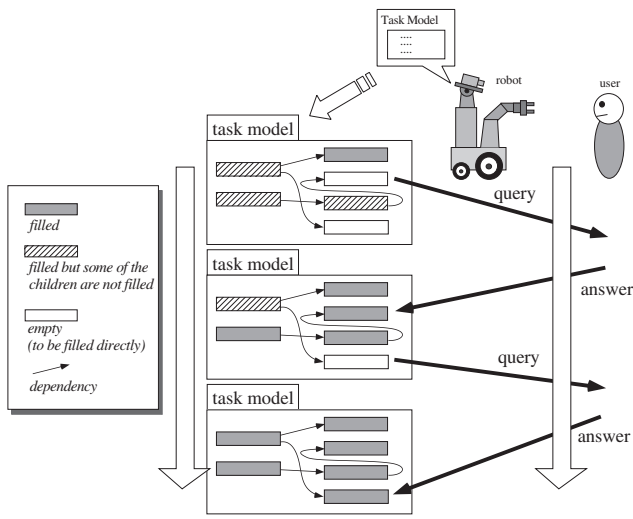 Task Model
....
....
robot
user
task model
query
filled
filled but some of the
children are not filled
empty
(to be filled directly)
dependency
task model
answer
query
task model
answer